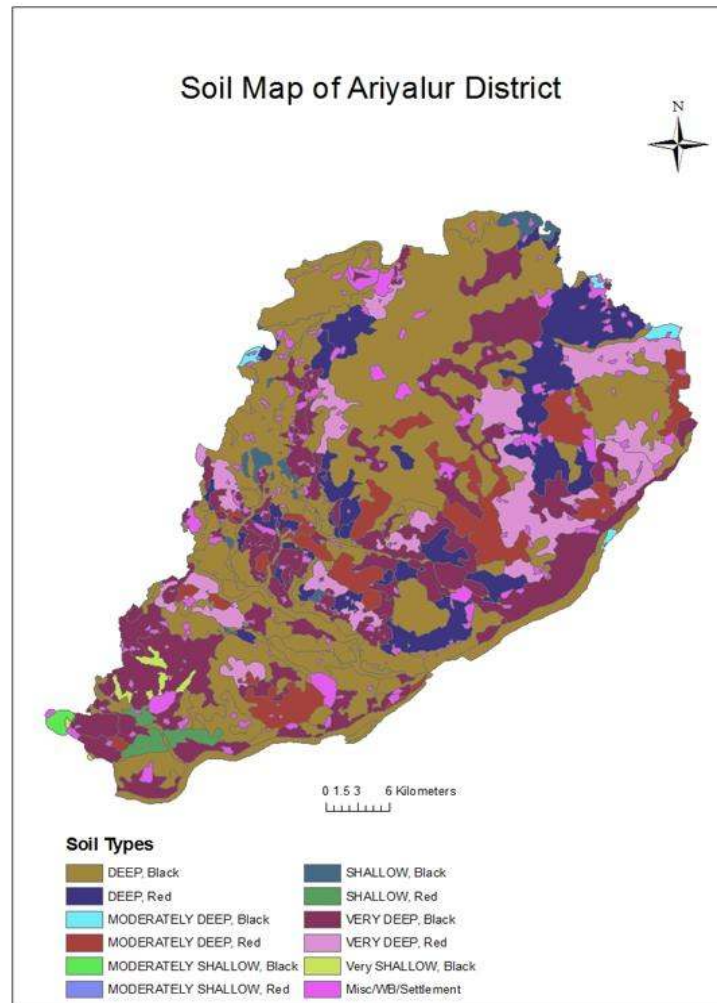 Soil Map of Ariyalur District
N
0 1.5 3 6 Kilometers
Soil Types
DEEP, Black
DEEP, Red
MODERATELY DEEP, Black
MODERATELY DEEP, Red
MODERATELY SHALLOW, Black
MODERATELY SHALLOW, Red
SHALLOW, Black
SHALLOW, Red
VERY DEEP, Black
VERY DEEP, Red
Very SHALLOW, Black
Misc/WB/Settlement